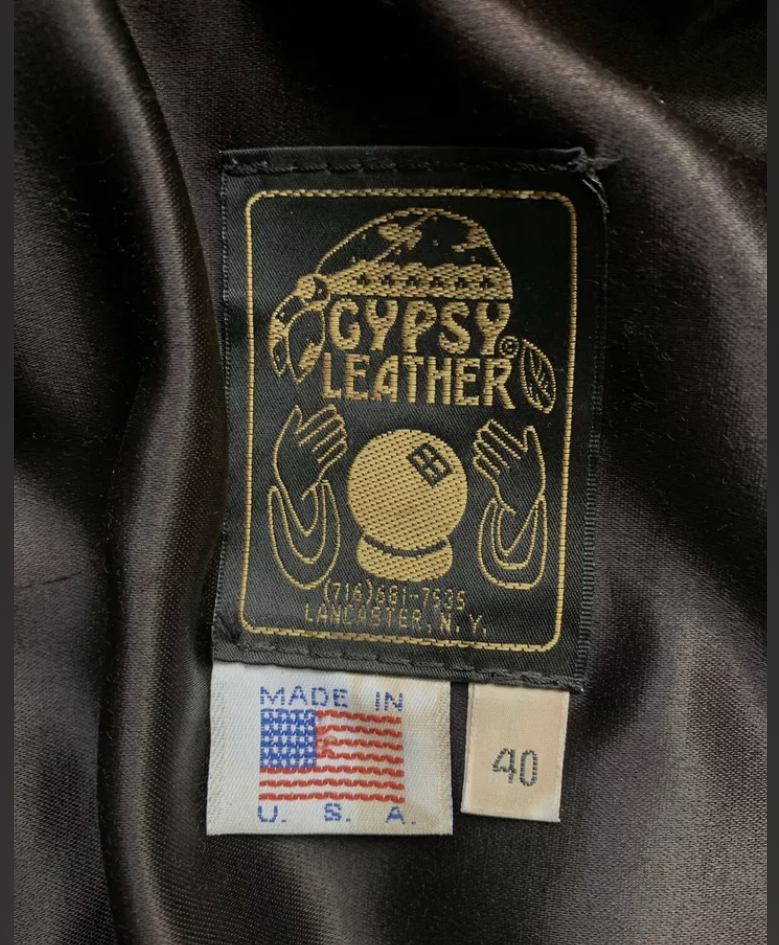 GYPSY©
LEATHER
(716)681-7535
LANCASTER, N.Y.
MADE IN
U. S. A.
40